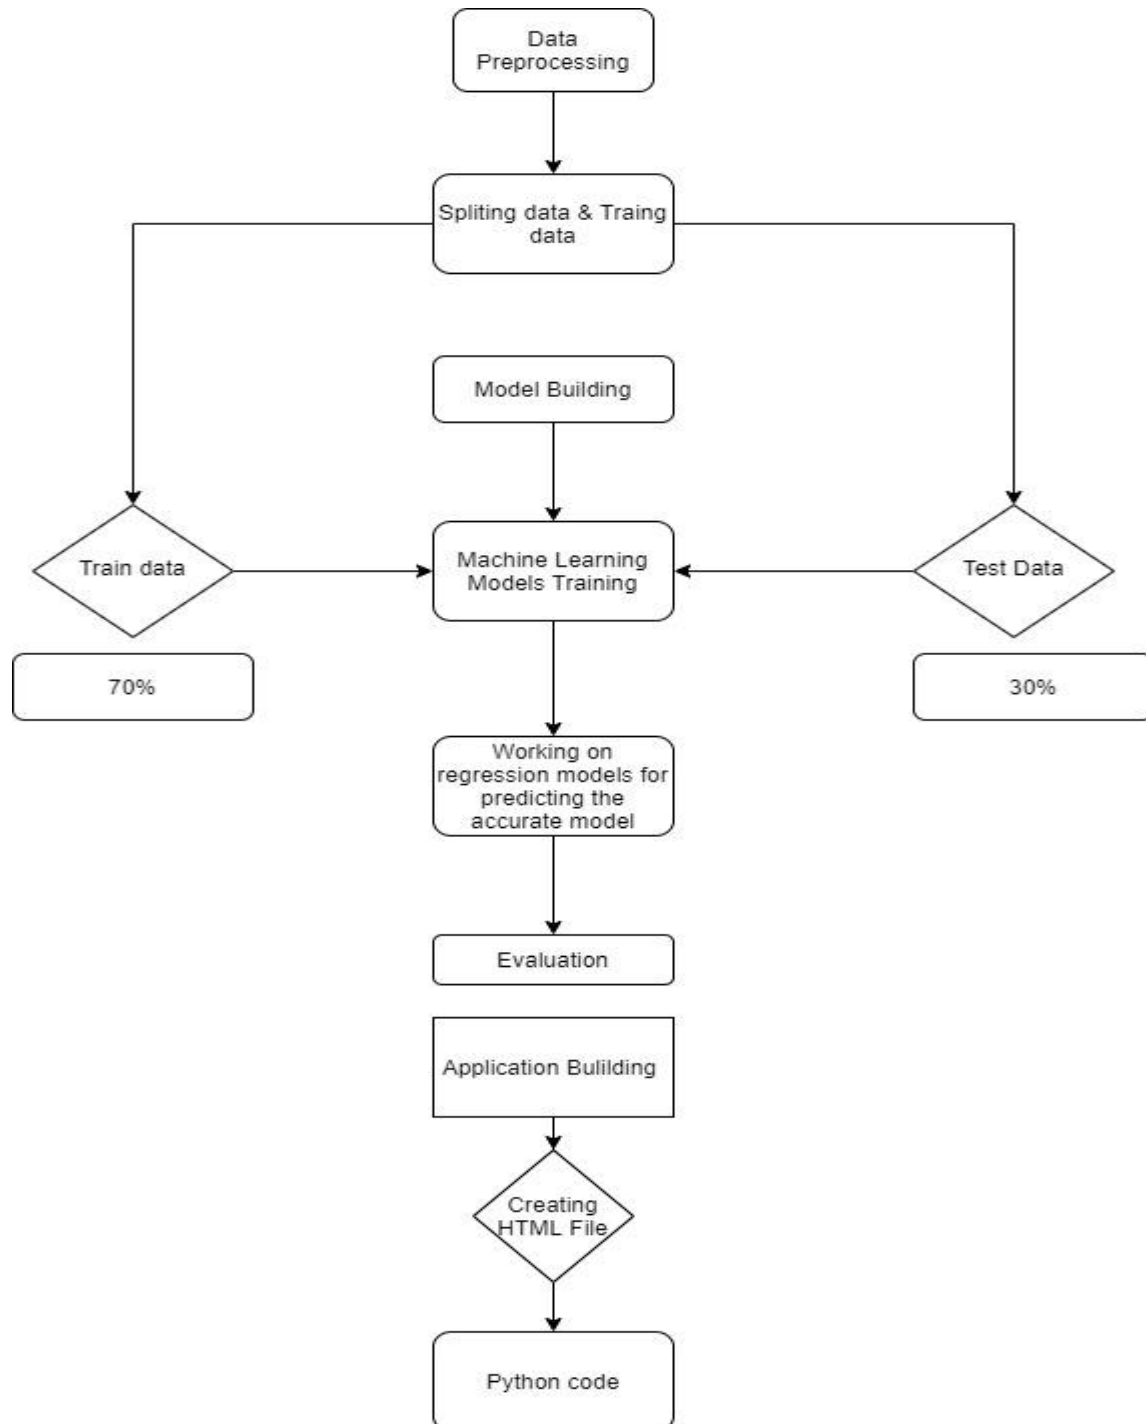 Data
Preprocessing
Spliting data & Traing
data
Model Building
Train data
Machine Learning
Models Training
Test Data
70%
30%
Working on
regression models for
predicting the
accurate model
Evaluation
Application Bulilding
Creating
HTML File
Python code